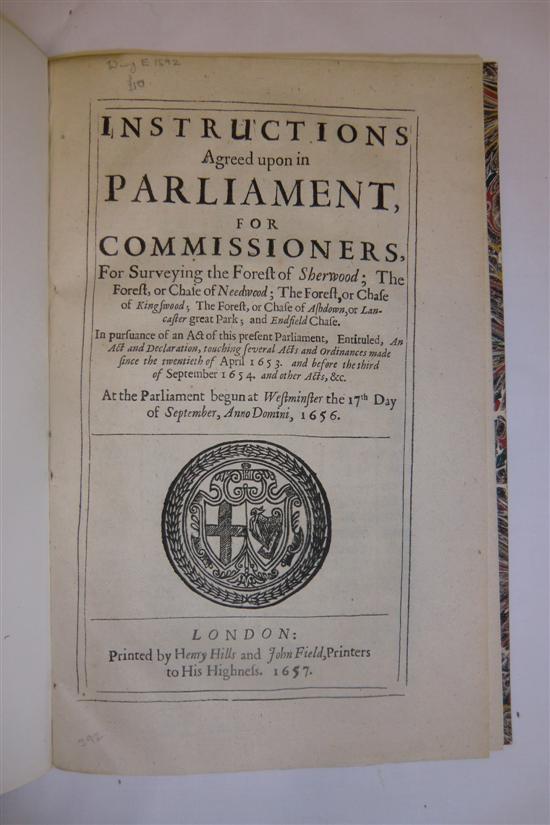 Wing E 1592
£10
INSTRUCTIONS
Agreed upon in
PARLIAMENT,
FOR
COMMISSIONERS,
For Surveying the Foreſt of Sherwood; The
Foreſt, or Chaſe of Needwood; The Foreſt, or Chaſe
of Kingſwood; The Foreſt, or Chaſe of Aſhdown, or Lan-
caſter great Park; and Endfield Chaſe.
In purſuance of an Act of this preſent Parliament, Entituled, An
Act and Declaration, touching ſeveral Acts and Ordinances made
ſince the twentieth of April 1653. and before the third
of September 1654. and other Acts, &c.
At the Parliament begun at Weſtminſter the 17th Day
of September, Anno Domini, 1656.
LONDON:
Printed by Henry Hills and John Field, Printers
to His Highneſs. 1657.
392